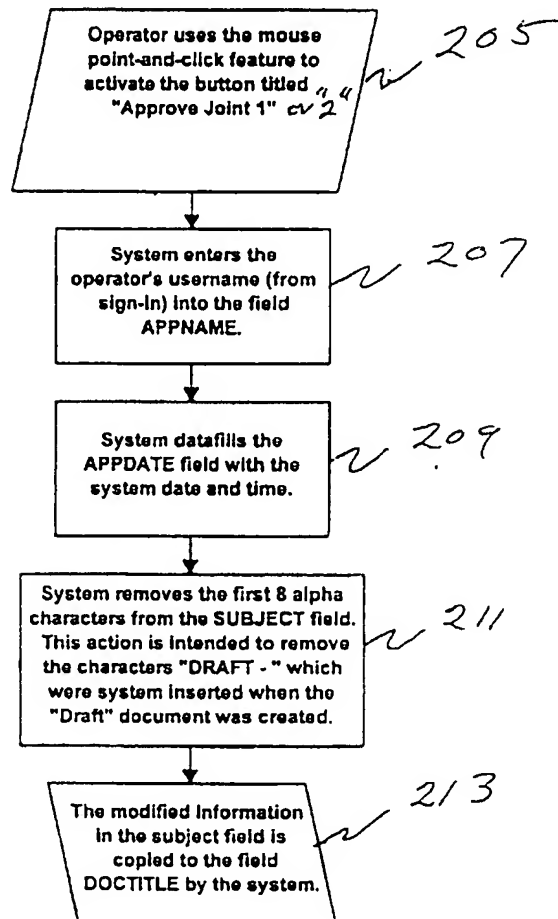 Operator uses the mouse
point-and-click feature to
activate the button titled
"Approve Joint 1" or "2"
205
System enters the
operator's username (from
sign-in) into the field
APPNAME.
207
System datafills the
APPDATE field with the
system date and time.
209
System removes the first 8 alpha
characters from the SUBJECT field.
This action is intended to remove
the characters "DRAFT - " which
were system inserted when the
"Draft" document was created.
211
The modified information
in the subject field is
copied to the field
DOCTITLE by the system.
213